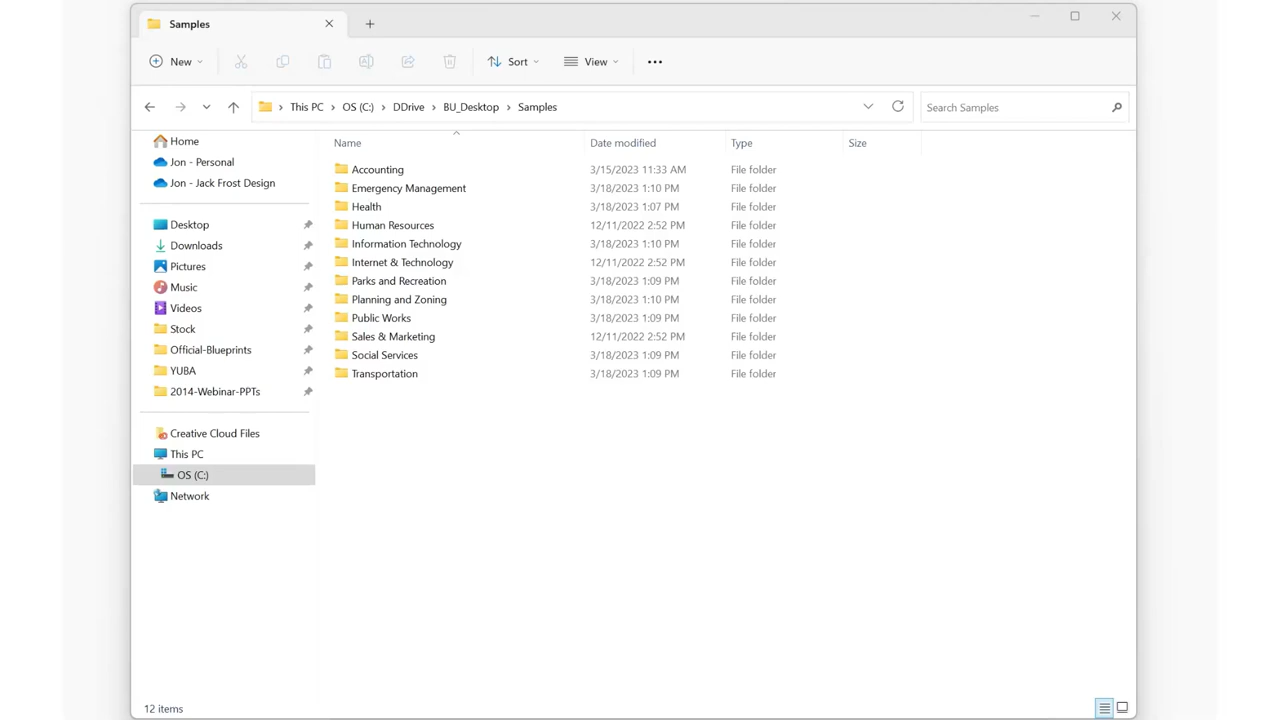 Samples
New
Sort
View
This PC > OS (C:) > DDrive > BU_Desktop > Samples
Search Samples
Home
Jon - Personal
Jon - Jack Frost Design
Desktop
Downloads
Pictures
Music
Videos
Stock
Official-Blueprints
YUBA
2014-Webinar-PPTs
Creative Cloud Files
This PC
OS (C:)
Network
Name Date modified Type Size
Accounting 3/15/2023 11:33 AM File folder
Emergency Management 3/18/2023 1:10 PM File folder
Health 3/18/2023 1:07 PM File folder
Human Resources 12/11/2022 2:52 PM File folder
Information Technology 3/18/2023 1:10 PM File folder
Internet & Technology 12/11/2022 2:52 PM File folder
Parks and Recreation 3/18/2023 1:09 PM File folder
Planning and Zoning 3/18/2023 1:10 PM File folder
Public Works 3/18/2023 1:09 PM File folder
Sales & Marketing 12/11/2022 2:52 PM File folder
Social Services 3/18/2023 1:09 PM File folder
Transportation 3/18/2023 1:09 PM File folder
12 items